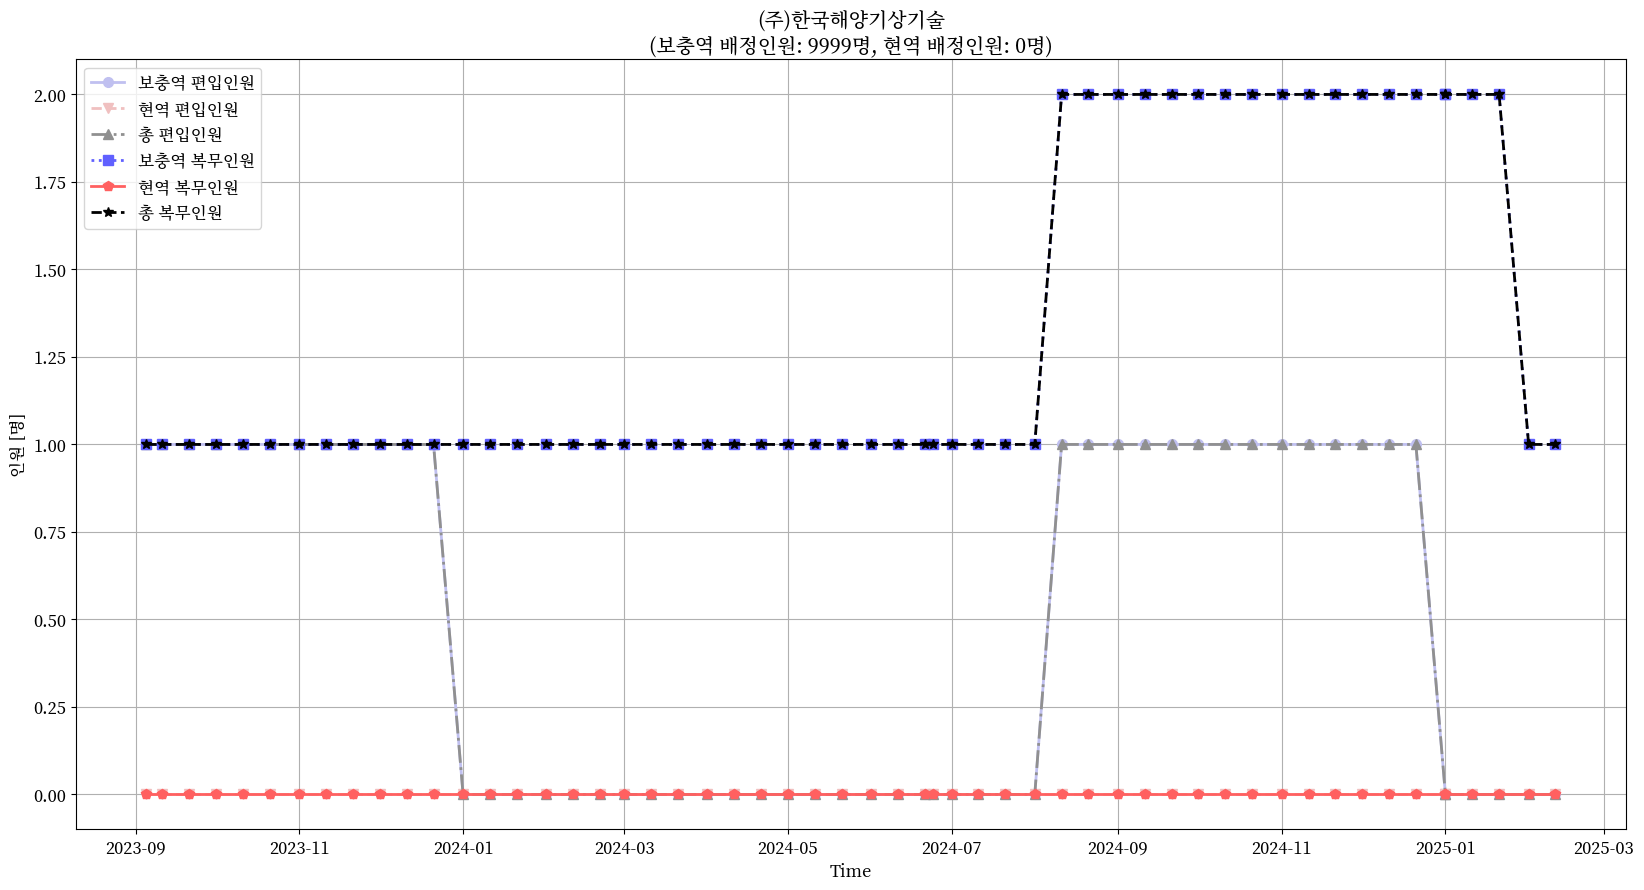 (주)한국해양기상기술
(보충역 배정인원: 9999명, 현역 배정인원: 0명)
보충역 편입인원
현역 편입인원
총 편입인원
보충역 복무인원
현역 복무인원
총 복무인원
2.00
1.75
1.50
1.25
1.00
0.75
0.50
0.25
0.00
인원 [명]
2023-09
2023-11
2024-01
2024-03
2024-05
2024-07
2024-09
2024-11
2025-01
2025-03
Time